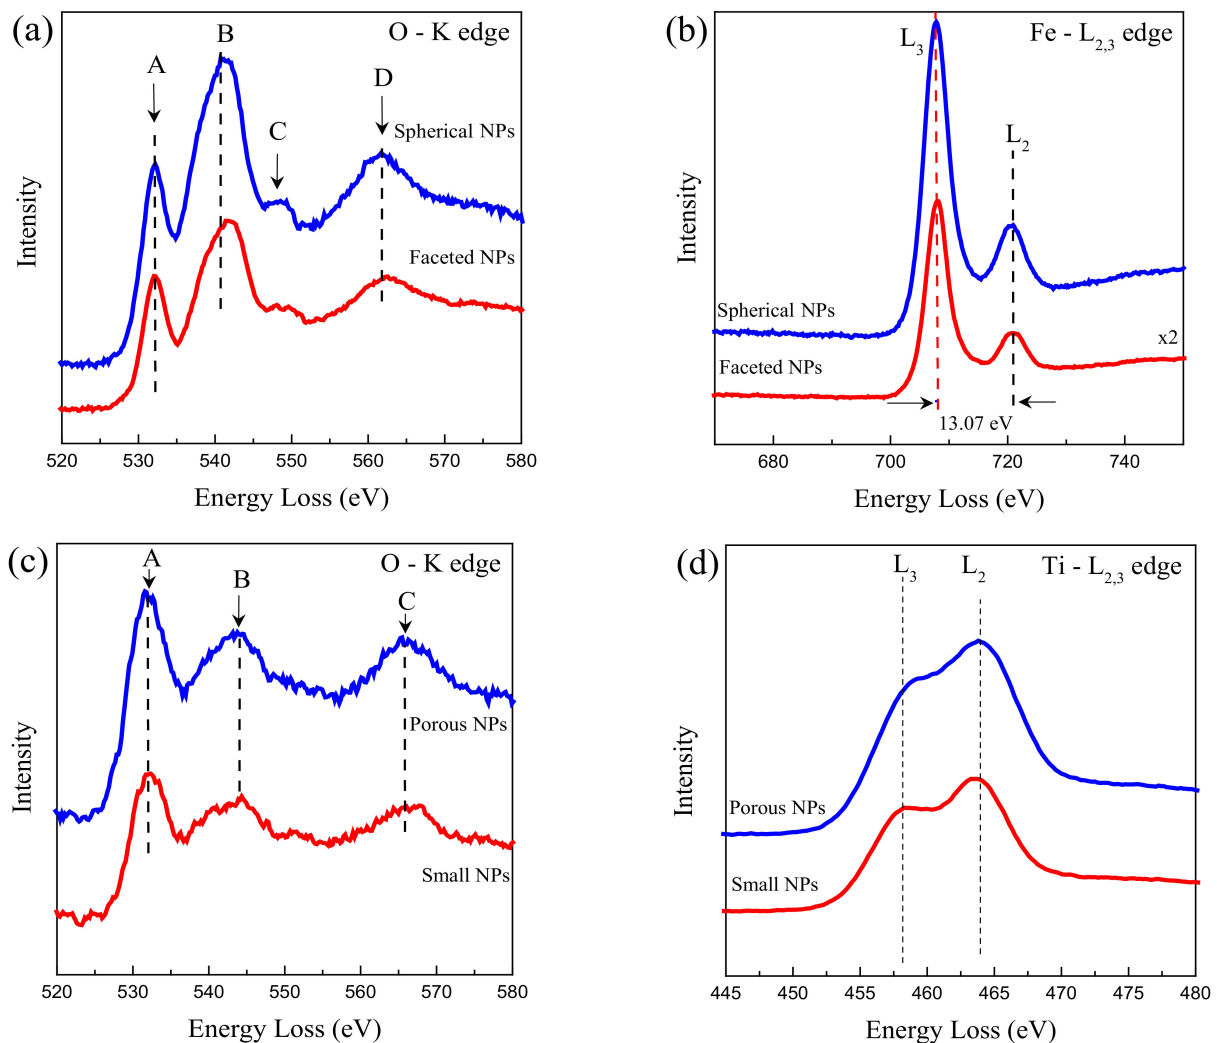 (a)
O - K edge
A
B
C
D
Spherical NPs
Faceted NPs
Intensity
520 530 540 550 560 570 580
Energy Loss (eV)
(b)
Fe - L2,3 edge
L3
L2
Spherical NPs
x2
Faceted NPs
13.07 eV
Intensity
680 700 720 740
Energy Loss (eV)
(c)
O - K edge
A
B
C
Porous NPs
Small NPs
Intensity
520 530 540 550 560 570 580
Energy Loss (eV)
(d)
L3
L2
Ti - L2,3 edge
Porous NPs
Small NPs
Intensity
445 450 455 460 465 470 475 480
Energy Loss (eV)